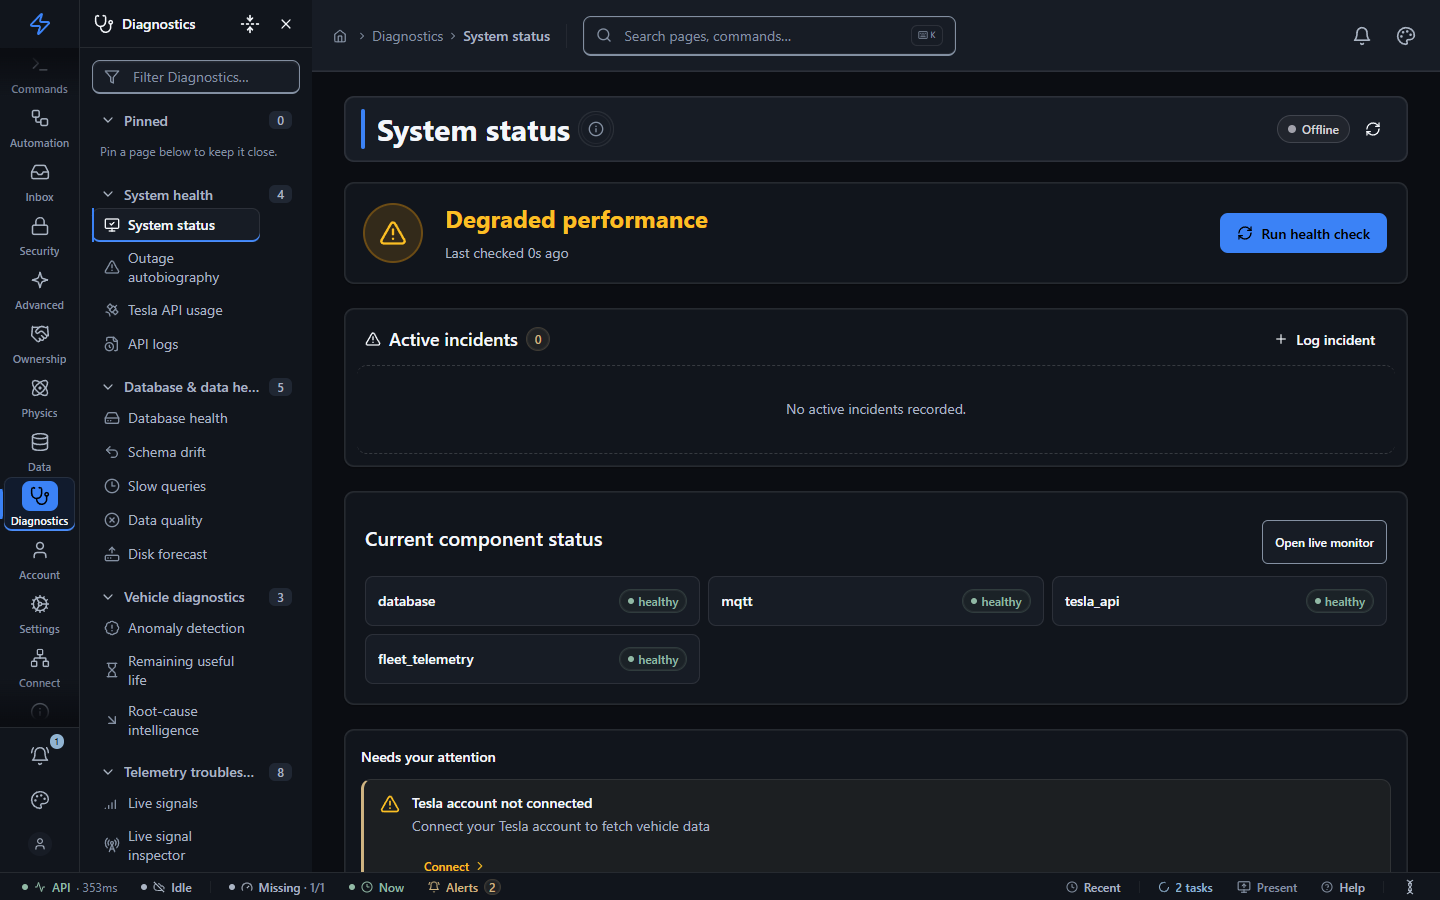 Diagnostics
Filter Diagnostics...
Pinned 0
Pin a page below to keep it close.
System health 4
System status
Outage
autobiography
Tesla API usage
API logs
Database & data he... 5
Database health
Schema drift
Slow queries
Data quality
Disk forecast
Vehicle diagnostics 3
Anomaly detection
Remaining useful
life
Root-cause
intelligence
Telemetry troubles... 8
Live signals
Live signal
inspector
Commands
Automation
Inbox
Security
Advanced
Ownership
Physics
Data
Diagnostics
Account
Settings
Connect
1
Diagnostics
System status
Search pages, commands...
K
System status
Offline
Degraded performance
Last checked 0s ago
Run health check
Active incidents 0
Log incident
No active incidents recorded.
Current component status
Open live monitor
database healthy
mqtt healthy
tesla_api healthy
fleet_telemetry healthy
Needs your attention
Tesla account not connected
Connect your Tesla account to fetch vehicle data
Connect
API · 353ms
Idle
Missing · 1/1
Now
Alerts 2
Recent
2 tasks
Present
Help